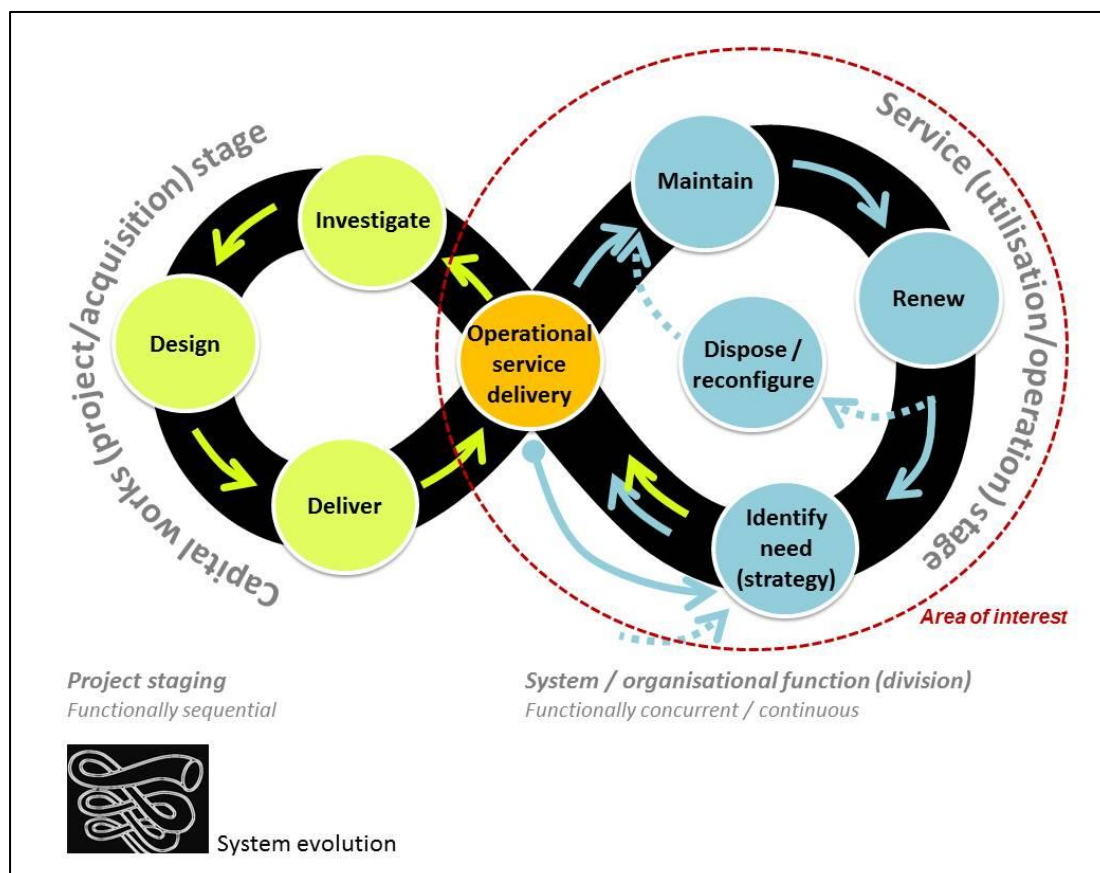 Capital works (project/acquisition) stage
Service (utilisation/operation) stage
Investigate
Design
Deliver
Operational
service
delivery
Maintain
Renew
Dispose /
reconfigure
Identify
need
(strategy)
Area of interest
Project staging
Functionally sequential
System / organisational function (division)
Functionally concurrent / continuous
System evolution